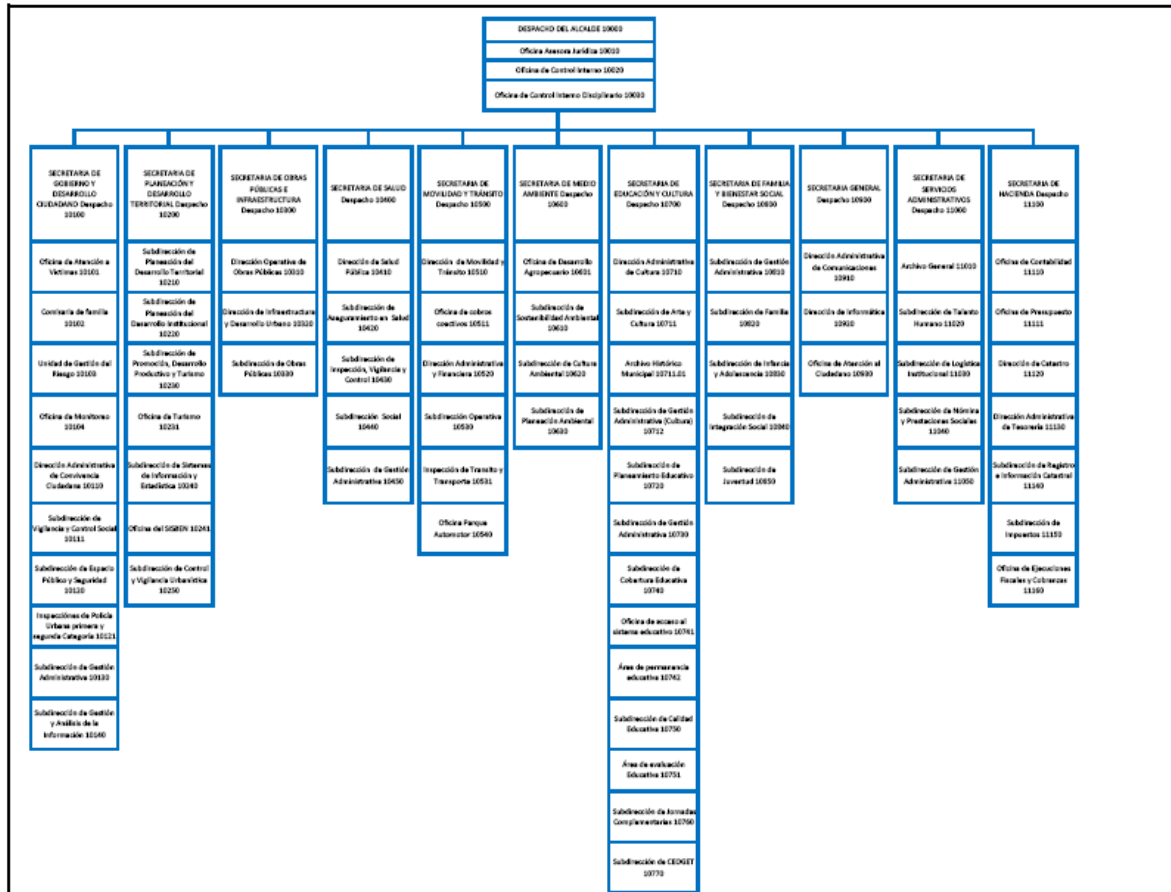 DESPACHO DEL ALCALDE 10000
Oficina Asesora Jurídica 10010
Oficina de Control Interno 10020
Oficina de Control Interno Disciplinario 10030
SECRETARIA DE
GOBIERNO Y
DESARROLLO
CIUDADANO Despacho
10100
Oficina de Atención a
Victimas 10101
Comisaria de familia
10102
Unidad de Gestión del
Riesgo 10103
Oficina de Monitoreo
10104
Dirección Administrativa
de Convivencia
Ciudadana 10110
Subdirección de
Vigilancia y Control Social
10111
Subdirección de Espacio
Público y Seguridad
10120
Inspecciónes de Policía
Urbana primera y
segunda Categoria 10121
Subdirección de Gestión
Administrativa 10130
Subdirección de Gestión
y Análisis de la
Información 10140
SECRETARIA DE
PLANEACIÓN Y
DESARROLLO
TERRITORIAL Despacho
10200
Subdirección de
Planeación del
Desarrollo Territorial
10210
Subdirección de
Planeación del
Desarrollo Institucional
10220
Subdirección de
Promoción, Desarrollo
Productivo y Turismo
10230
Oficina de Turismo
10231
Subdirección de Sistemas
de Información y
Estadística 10240
Oficina del SISBEN 10241
Subdirección de Control
y Vigilancia Urbanística
10250
SECRETARIA DE OBRAS
PÚBLICAS E
INFRAESTRUCTURA
Despacho 10300
Dirección Operativa de
Obras Públicas 10310
Dirección de Infraestructura
y Desarrollo Urbano 10320
Subdirección de Obras
Públicas 10330
SECRETARIA DE SALUD
Despacho 10400
Dirección de Salud
Pública 10410
Subdirección de
Aseguramiento en Salud
10420
Subdirección de
Inspección, Vigilancia y
Control 10430
Subdirección Social
10440
Subdirección de Gestión
Administrativa 10450
SECRETARIA DE
MOVILIDAD Y TRÁNSITO
Despacho 10500
Dirección de Movilidad y
Tránsito 10510
Oficina de cobros
coactivos 10511
Dirección Administrativa
y Financiera 10520
Subdirección Operativa
10530
Inspección de Transito y
Transporte 10531
Oficina Parque
Automotor 10540
SECRETARIA DE MEDIO
AMBIENTE Despacho
10600
Oficina de Desarrollo
Agropecuario 10601
Subdirección de
Sostenibilidad Ambiental
10610
Subdirección de Cultura
Ambiental 10620
Subdirección de
Planeación Ambiental
10630
SECRETARIA DE
EDUCACIÓN Y CULTURA
Despacho 10700
Dirección Administrativa
de Cultura 10710
Subdirección de Arte y
Cultura 10711
Archivo Histórico
Municipal 10711.01
Subdirección de Gestión
Administrativa (Cultura)
10712
Subdirección de
Planeamiento Educativo
10720
Subdirección de Gestión
Administrativa 10730
Subdirección de
Cobertura Educativa
10740
Oficina de acceso al
sistema educativo 10741
Área de permanencia
educativa 10742
Subdirección de Calidad
Educativa 10750
Área de evaluación
Educativa 10751
Subdirección de Jornadas
Complementarias 10760
Subdirección de CEDGET
10770
SECRETARIA DE FAMILIA
Y BIENESTAR SOCIAL
Despacho 10800
Subdirección de Gestión
Administrativa 10810
Subdirección de Familia
10820
Subdirección de Infancia
y Adolescencia 10830
Subdirección de
Integración Social 10840
Subdirección de
Juventud 10850
SECRETARIA GENERAL
Despacho 10900
Dirección Administrativa
de Comunicaciones
10910
Dirección de Informática
10920
Oficina de Atención al
Ciudadano 10930
SECRETARIA DE
SERVICIOS
ADMINISTRATIVOS
Despacho 11000
Archivo General 11010
Subdirección de Talento
Humano 11020
Subdirección de Logística
Institucional 11030
Subdirección de Nómina
y Prestaciones Sociales
11040
Subdirección de Gestión
Administrativa 11050
SECRETARIA DE
HACIENDA Despacho
11100
Oficina de Contabilidad
11110
Oficina de Presupuesto
11111
Dirección de Catastro
11120
Dirección Administrativa
de Tesorería 11130
Subdirección de Registro
e Información Catastral
11140
Subdirección de
Impuestos 11150
Oficina de Ejecuciones
Fiscales y Cobranzas
11160